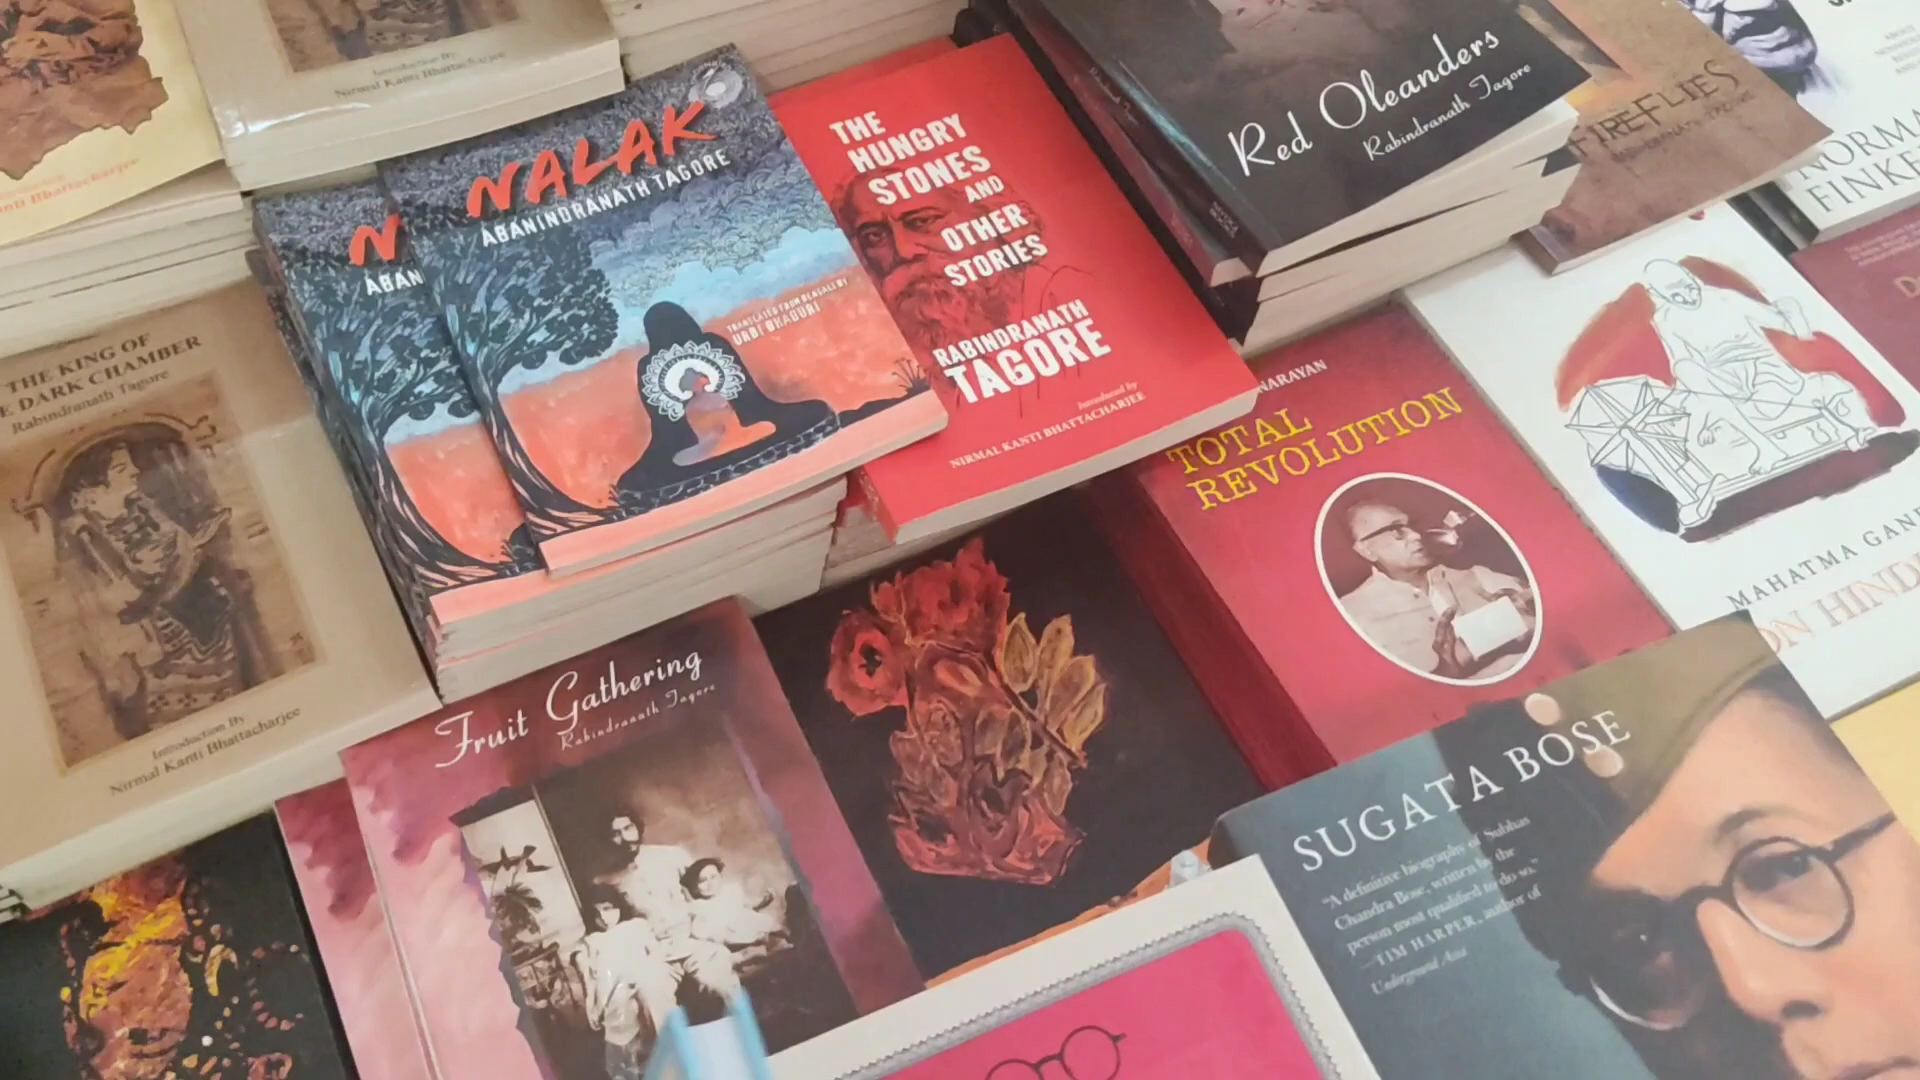 Introduction By
Nirmal Kanti Bhattacharjee
Bhattacharjee
NALAK
ABANINDRANATH TAGORE
TRANSLATED FROM BENGALI BY
URBI BHADURI
N
ABAN
THE
HUNGRY
STONES
AND
OTHER
STORIES
RABINDRANATH
TAGORE
Introduced by
NIRMAL KANTI BHATTACHARJEE
Red Oleanders
Rabindranath Tagore
FIREFLIES
NORMA
FINKE
THE KING OF
E DARK CHAMBER
Rabindranath Tagore
Introduction By
Nirmal Kanti Bhattacharjee
NARAYAN
TOTAL
REVOLUTION
MAHATMA GAN
ON HIND
Fruit Gathering
Rabindranath Tagore
SUGATA BOSE
"A definitive biography of Subhas
Chandra Bose, written by the
person most qualified to do so."
—TIM HARPER, author of
Underground Asia